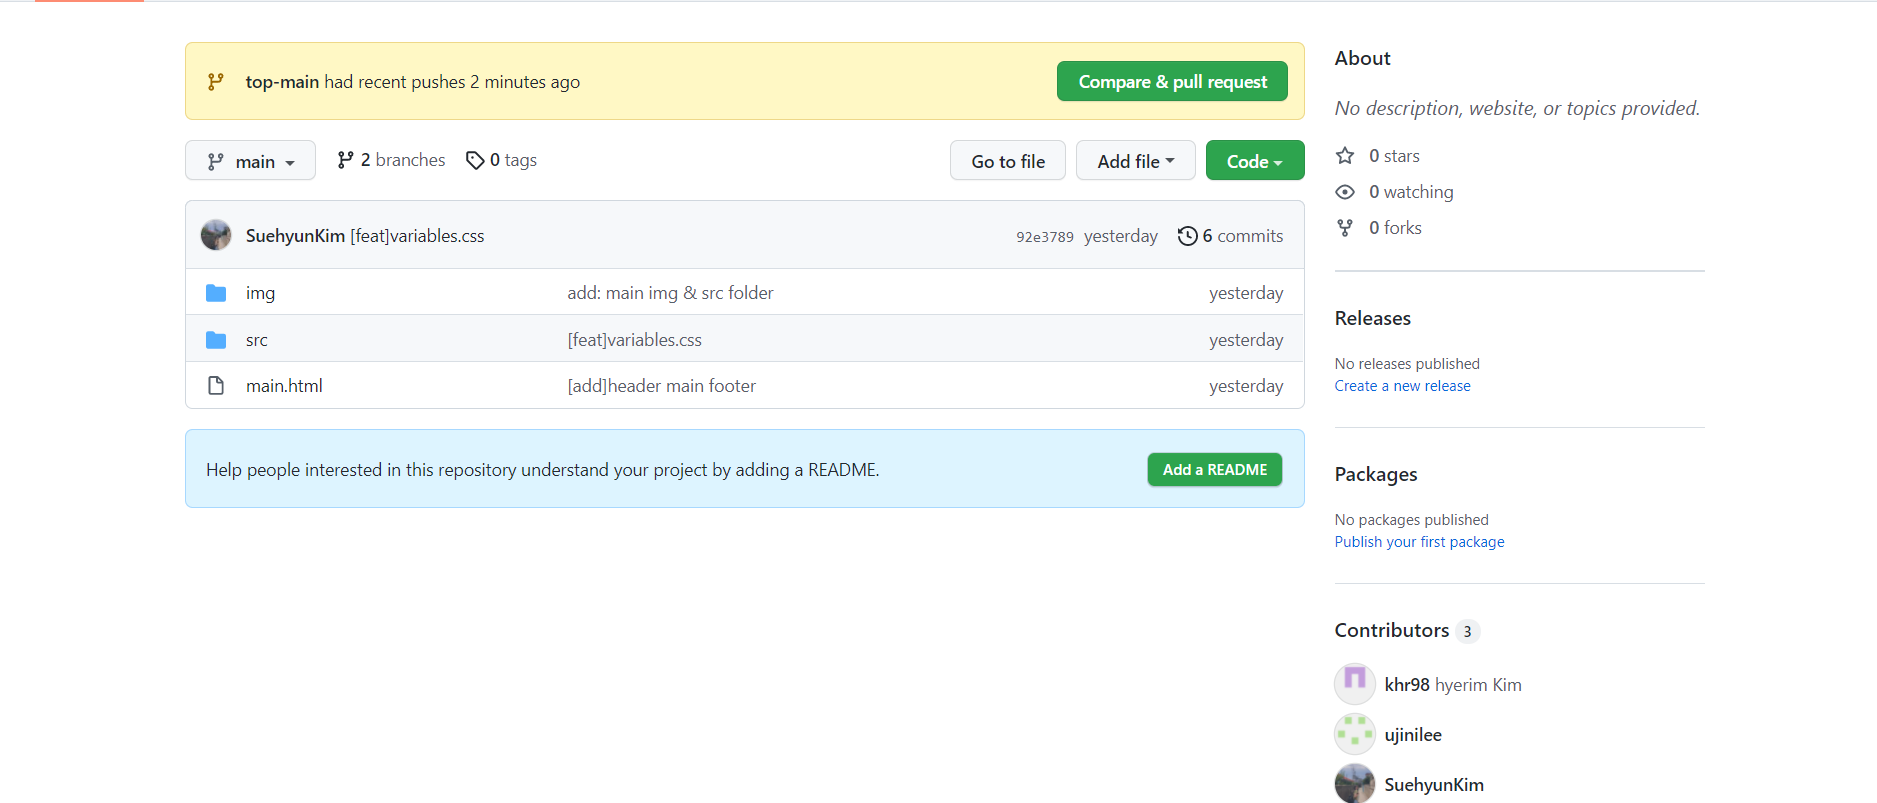 top-main had recent pushes 2 minutes ago
Compare & pull request
main
2 branches
0 tags
Go to file
Add file
Code
SuehyunKim [feat]variables.css
92e3789 yesterday
6 commits
img
add: main img & src folder
yesterday
src
[feat]variables.css
yesterday
main.html
[add]header main footer
yesterday
Help people interested in this repository understand your project by adding a README.
Add a README
About
No description, website, or topics provided.
0 stars
0 watching
0 forks
Releases
No releases published
Create a new release
Packages
No packages published
Publish your first package
Contributors 3
khr98 hyerim Kim
ujinilee
SuehyunKim